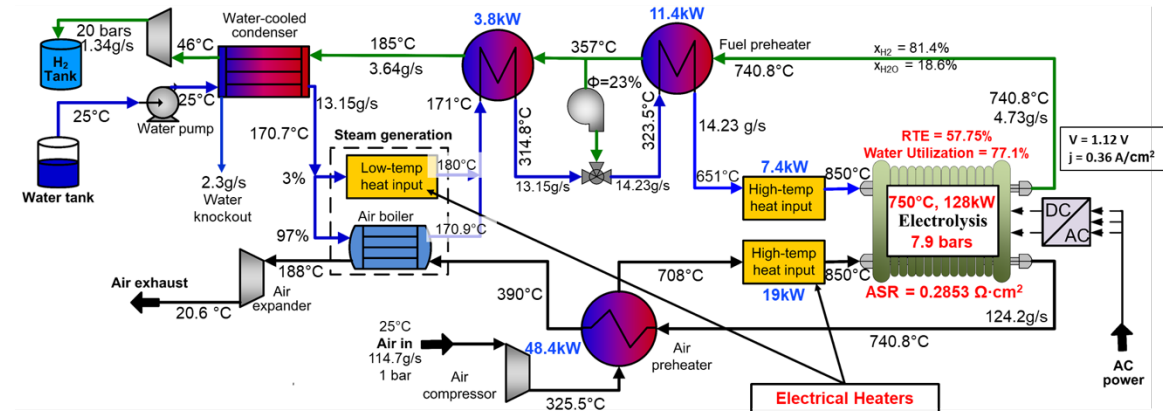 20 bars
1.34g/s
46°C
Water-cooled
condenser
185°C
3.64g/s
3.8kW
357°C
11.4kW
Fuel preheater
740.8°C
xH2 = 81.4%
xH2O = 18.6%
H2
Tank
Φ=23%
25°C
Water pump
25°C
13.15g/s
171°C
314.8°C
323.5°C
14.23 g/s
740.8°C
4.73g/s
V = 1.12 V
j = 0.36 A/cm²
Water tank
170.7°C
Steam generation
Low-temp
heat input
180°C
3%
2.3g/s
Water
knockout
13.15g/s
14.23g/s
651°C
7.4kW
High-temp
heat input
850°C
RTE = 57.75%
Water Utilization = 77.1%
750°C, 128kW
Electrolysis
7.9 bars
DC
AC
Air boiler
170.9°C
97%
188°C
Air exhaust
20.6 °C
Air
expander
390°C
708°C
High-temp
heat input
19kW
850°C
ASR = 0.2853 Ω·cm²
124.2g/s
25°C
Air in
114.7g/s
1 bar
48.4kW
Air
preheater
740.8°C
Air
compressor
325.5°C
Electrical Heaters
AC
power